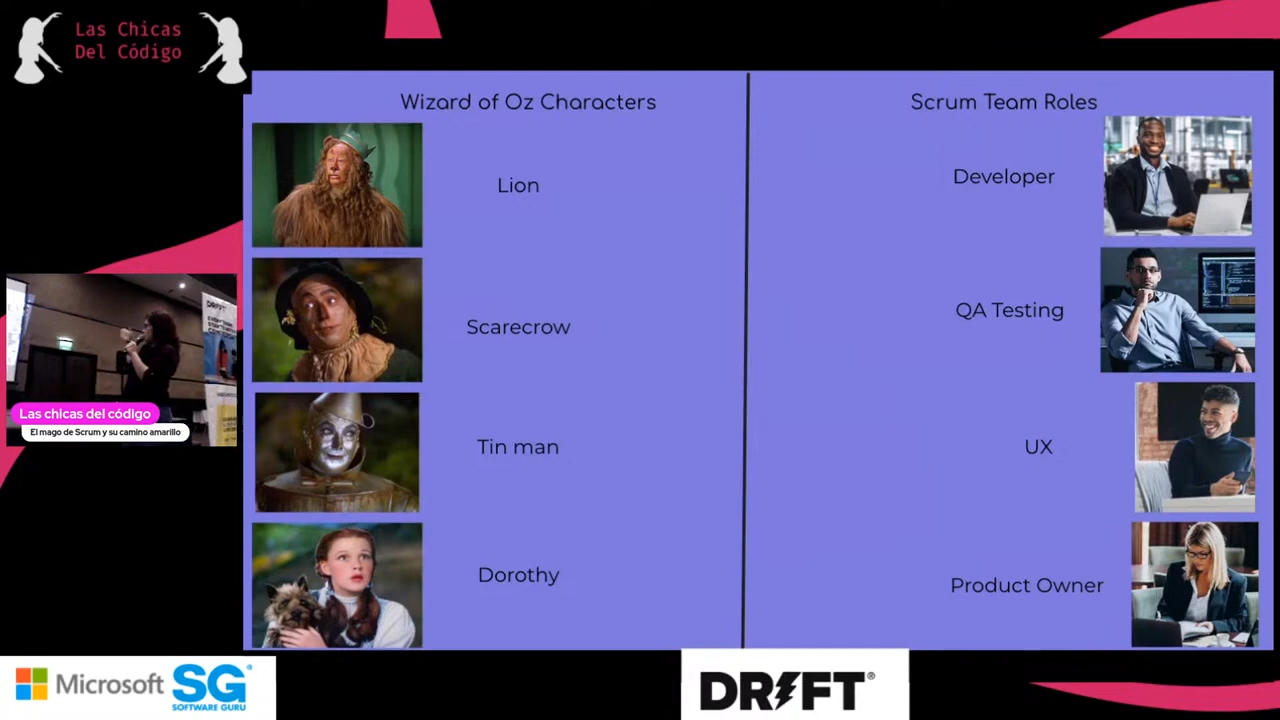 Las Chicas
Del Código
Wizard of Oz Characters
Scrum Team Roles
Lion
Developer
Scarecrow
QA Testing
Tin man
UX
Dorothy
Product Owner
DRIFT
Las chicas del código
El mago de Scrum y su camino amarillo
Microsoft
SG
SOFTWARE GURU
DRIFT